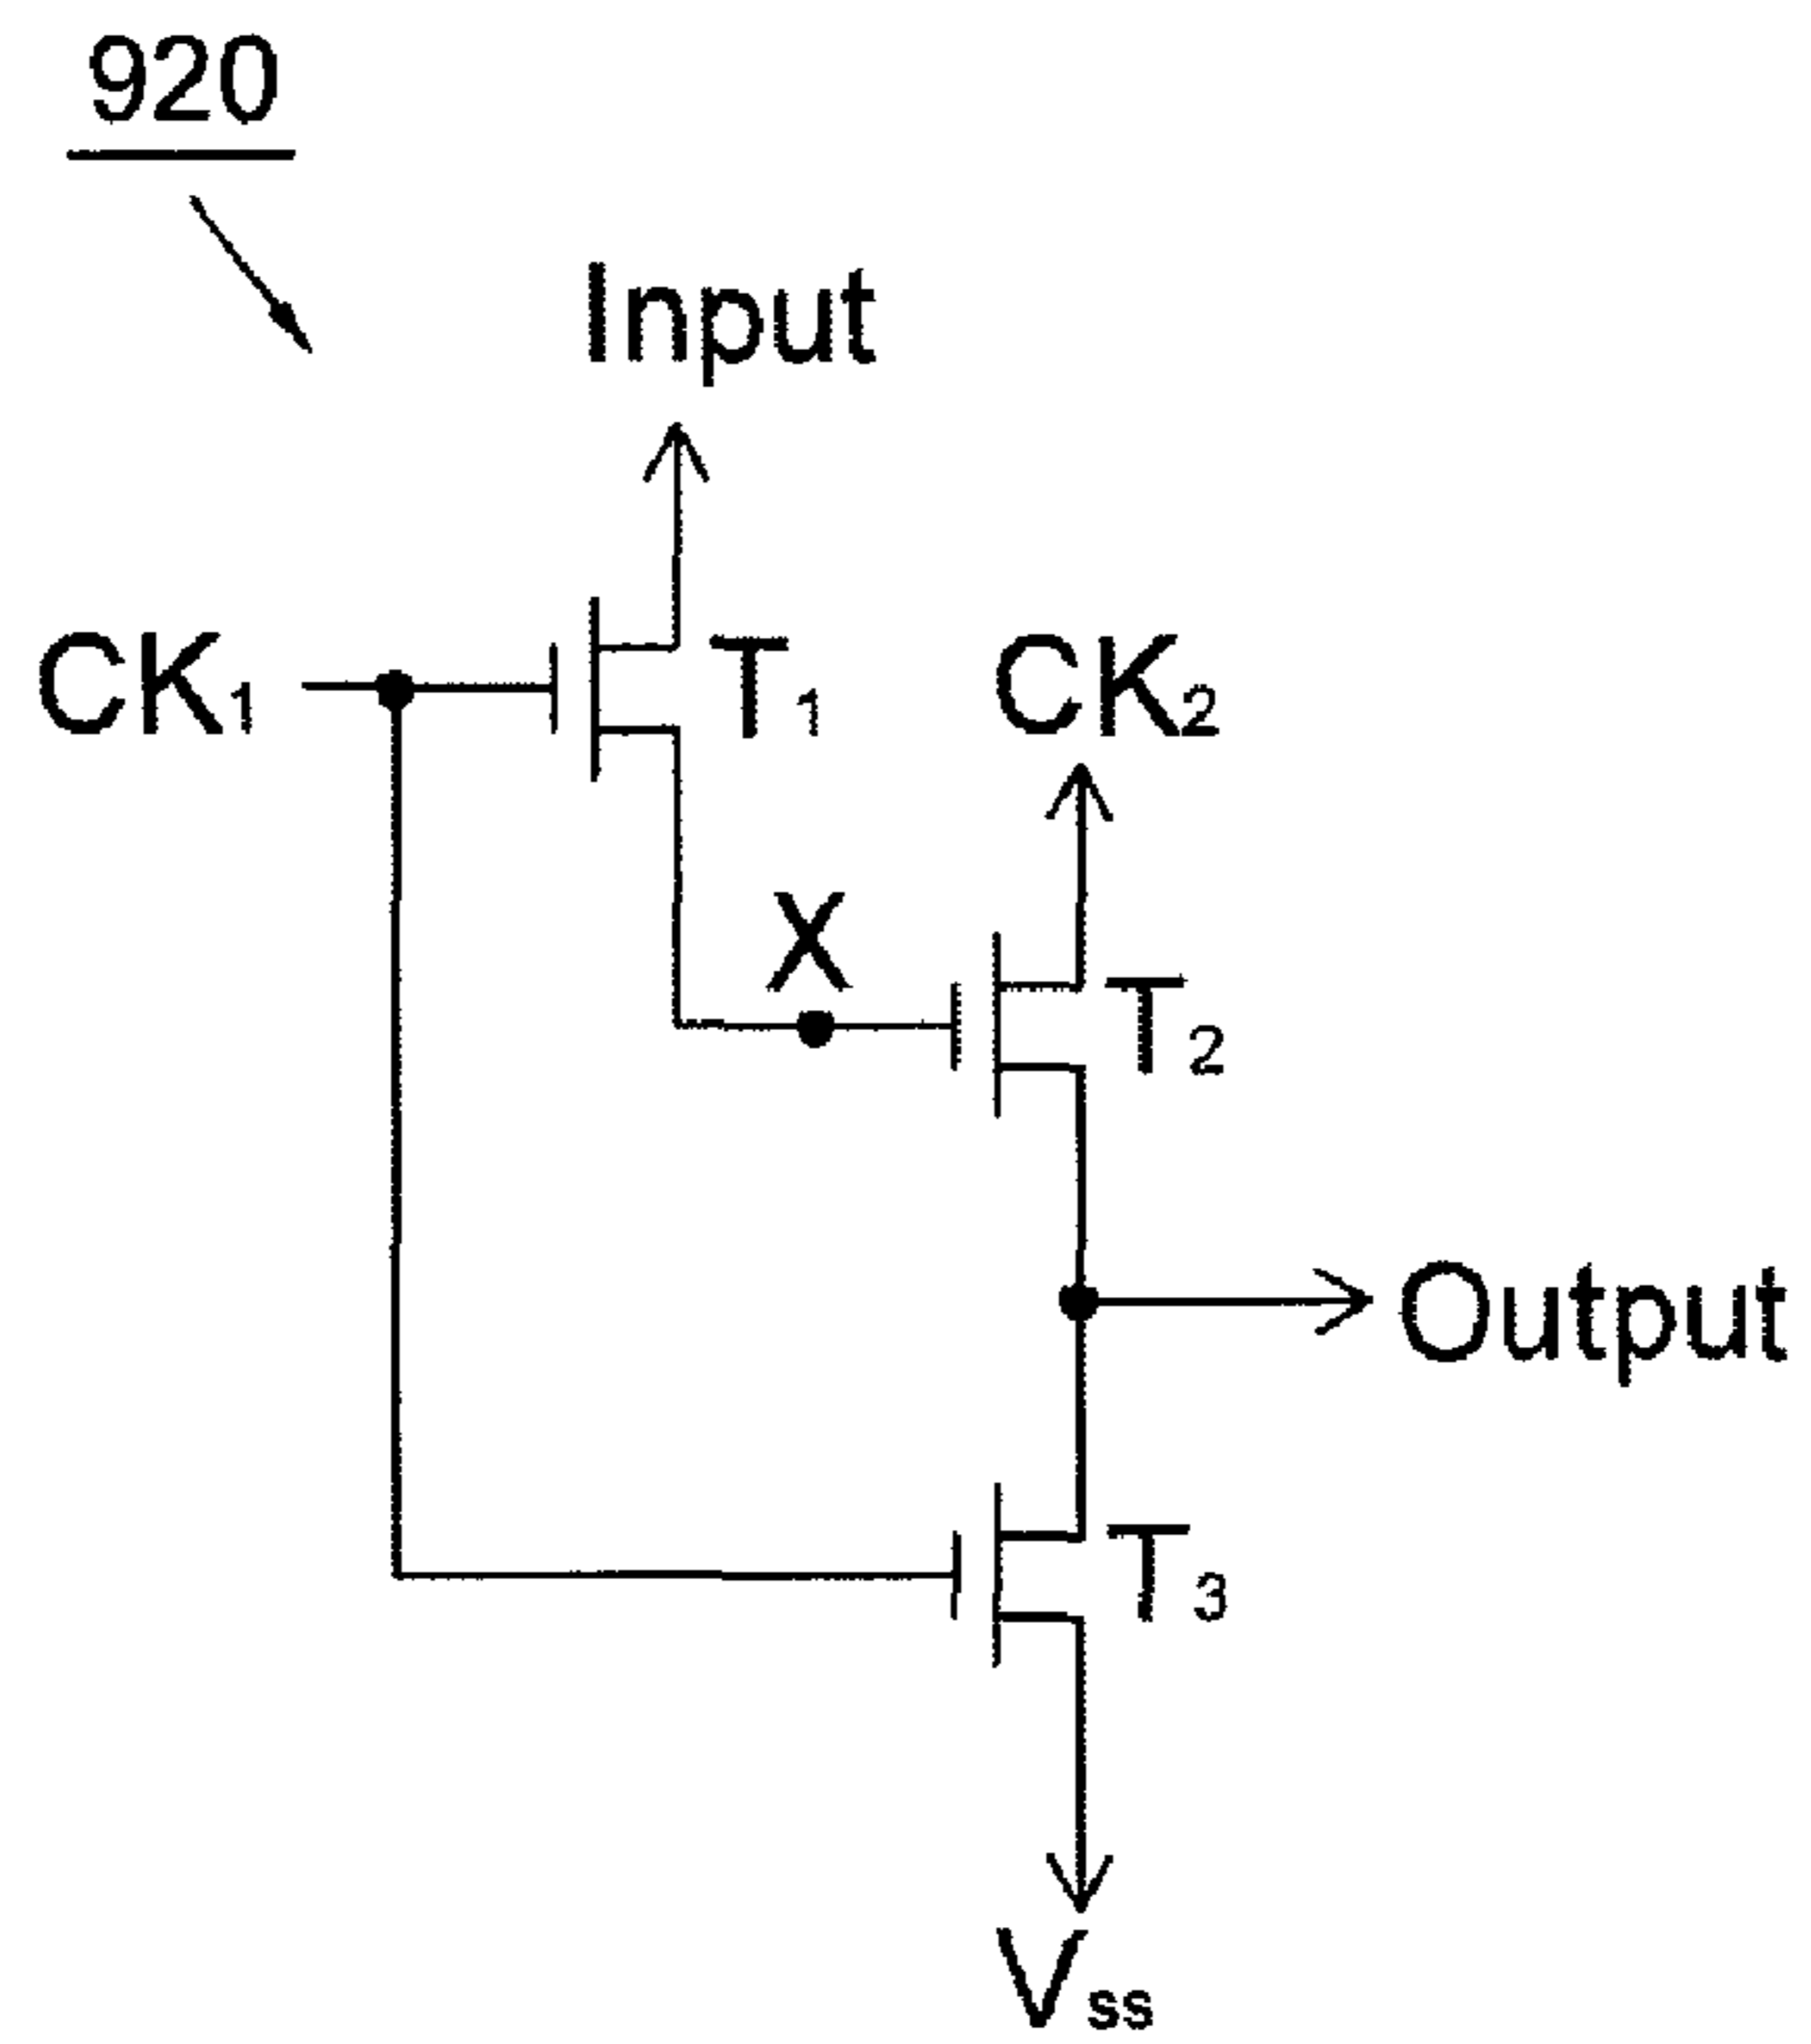 920
Input
CK₁
T₁
CK₂
X
T₂
Output
T₃
Vss